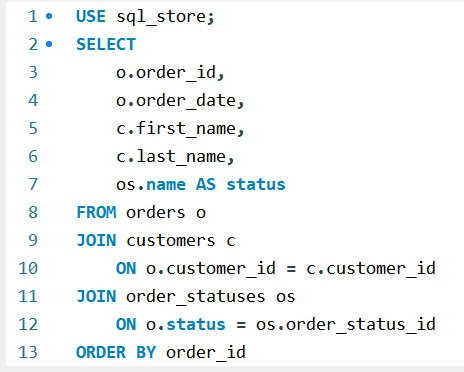 1 USE sql_store;
2 SELECT
3 o.order_id,
4 o.order_date,
5 c.first_name,
6 c.last_name,
7 os.name AS status
8 FROM orders o
9 JOIN customers c
10 ON o.customer_id = c.customer_id
11 JOIN order_statuses os
12 ON o.status = os.order_status_id
13 ORDER BY order_id